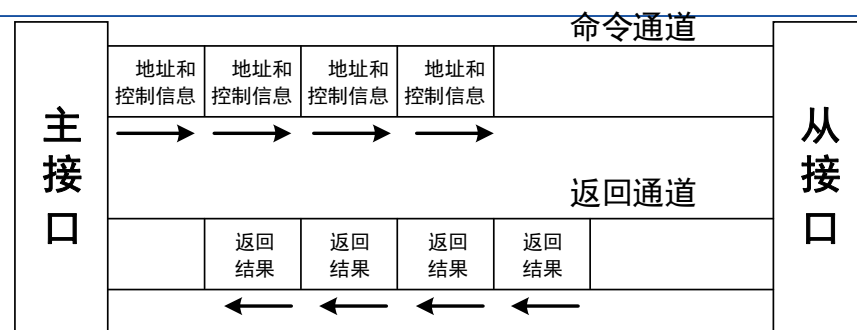 命令通道
地址和 地址和 地址和 地址和
控制信息 控制信息 控制信息 控制信息
主接口
从接口
返回通道
返回 返回 返回 返回
结果 结果 结果 结果